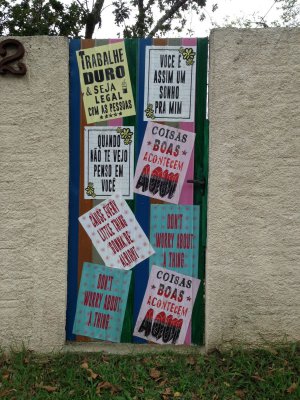 2
TRABALHE
DURO
& SEJA
LEGAL
COM AS PESSOAS
VOCÊ É
ASSIM UM
SONHO
PRA MIM
QUANDO
NÃO TE VEJO
PENSO EM
VOCÊ
COISAS
BOAS
ACONTECEM
CAUSE EVERY
LITTLE THING
GONNA BE
ALRIGHT
DON'T
WORRY ABOUT
A THING
DON'T
WORRY ABOUT
A THING
COISAS
BOAS
ACONTECEM